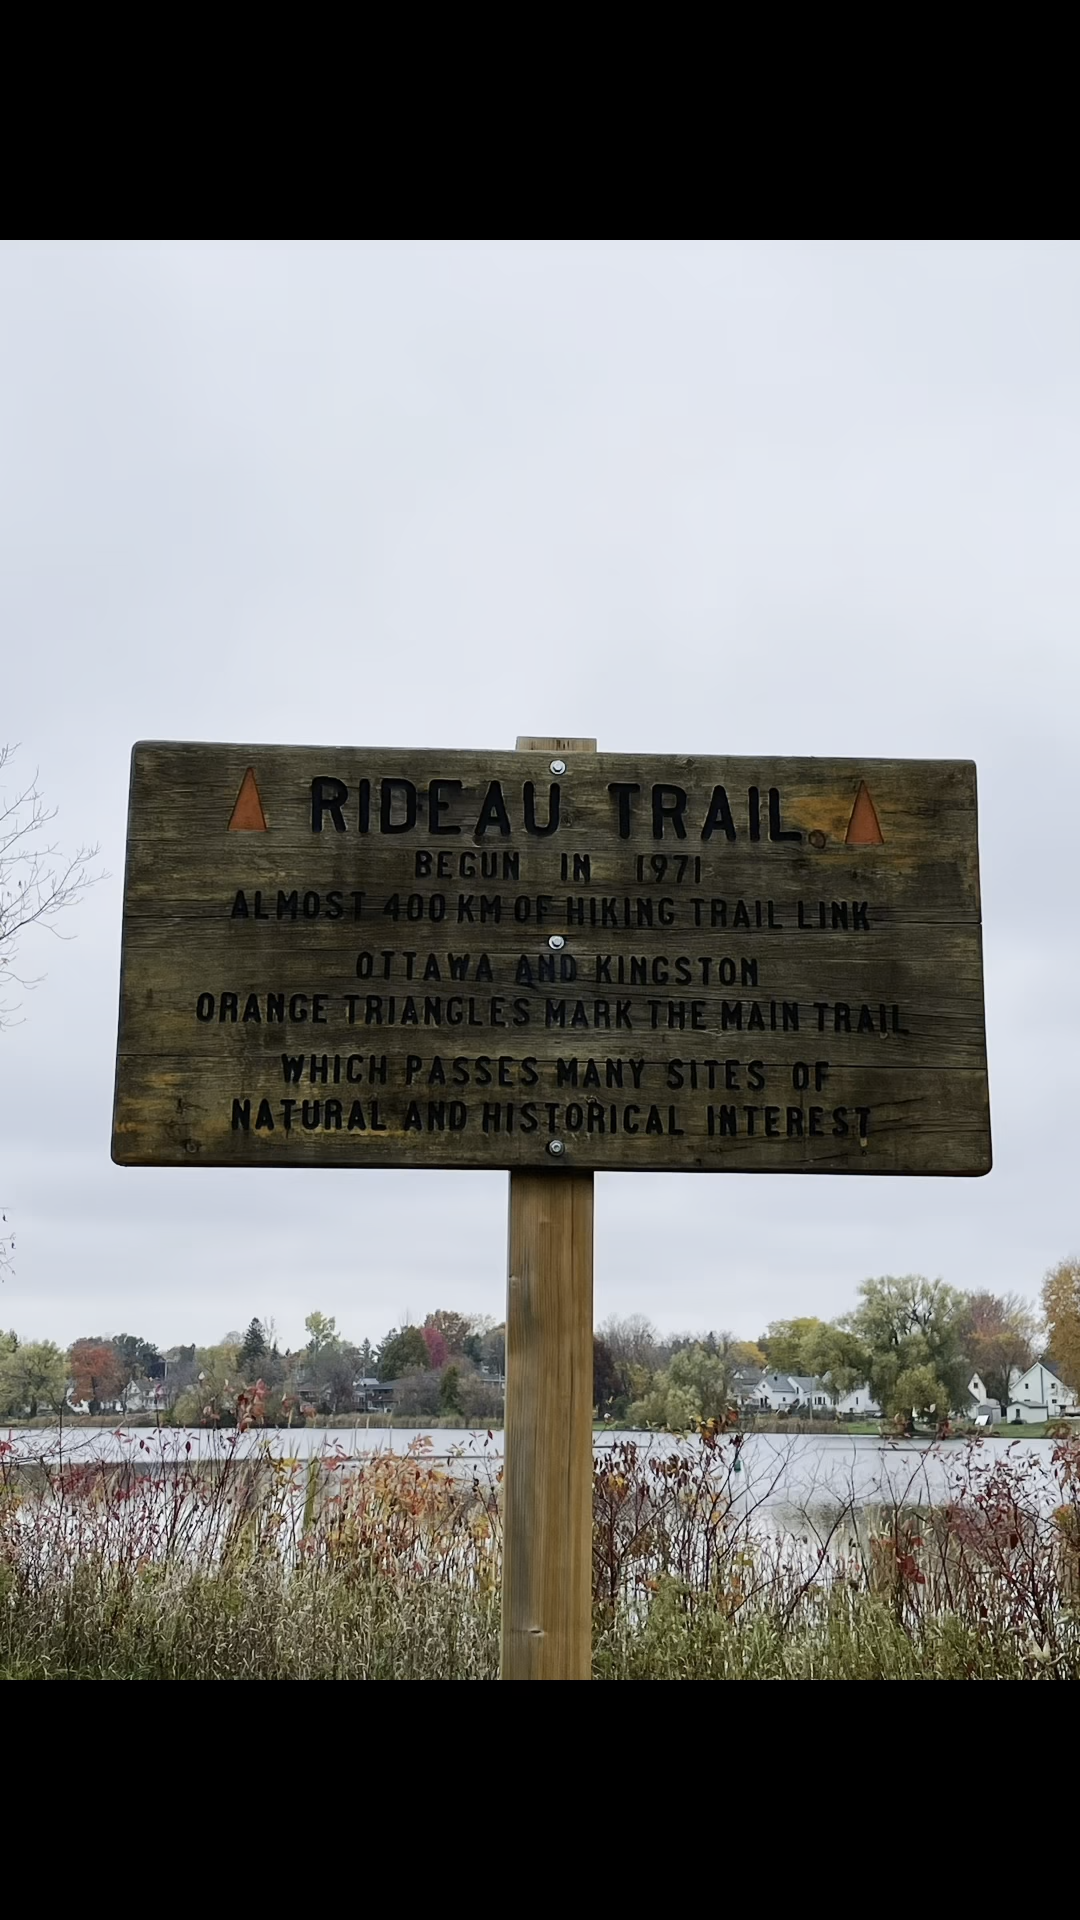 RIDEAU TRAIL
BEGUN IN 1971
ALMOST 400 KM OF HIKING TRAIL LINK
OTTAWA AND KINGSTON
ORANGE TRIANGLES MARK THE MAIN TRAIL
WHICH PASSES MANY SITES OF
NATURAL AND HISTORICAL INTEREST